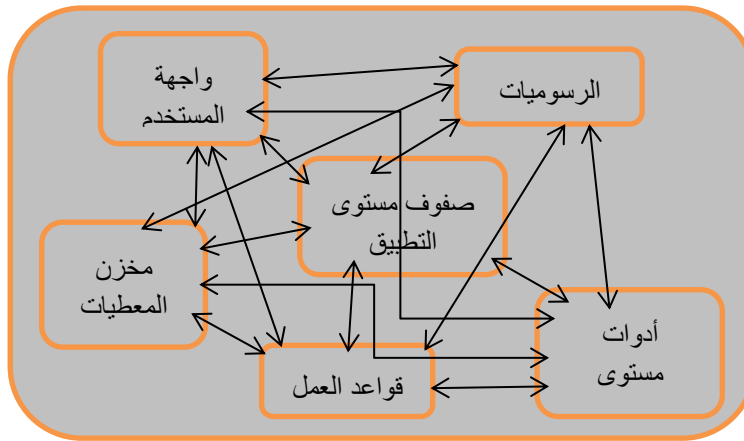 واجهة
المستخدم
الرسوميات
صفوف مستوى
التطبيق
مخزن
المعطيات
أدوات
مستوى
قواعد العمل